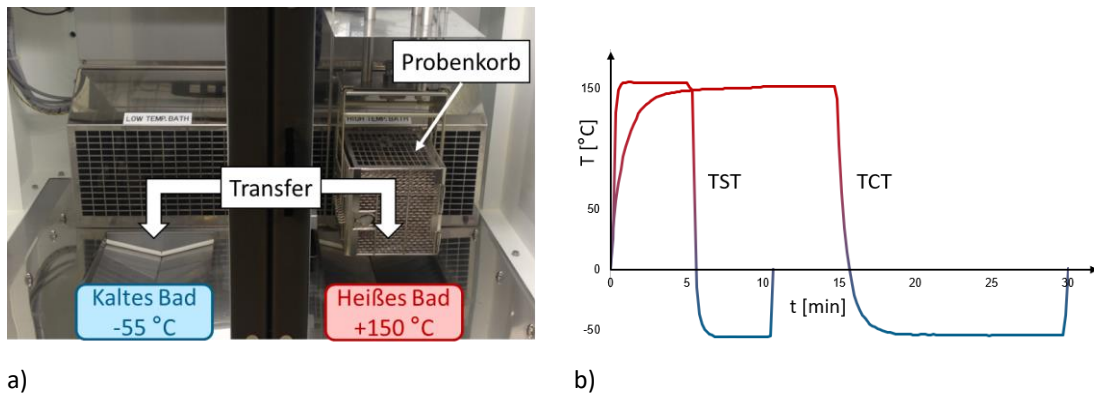 Probenkorb
LOW TEMP. BATH
HIGH TEMP. BATH
Transfer
Kaltes Bad
-55 °C
Heißes Bad
+150 °C
a)
T [°C]
150
50
0
-50
0
5
10
15
20
25
30
t [min]
TST
TCT
b)